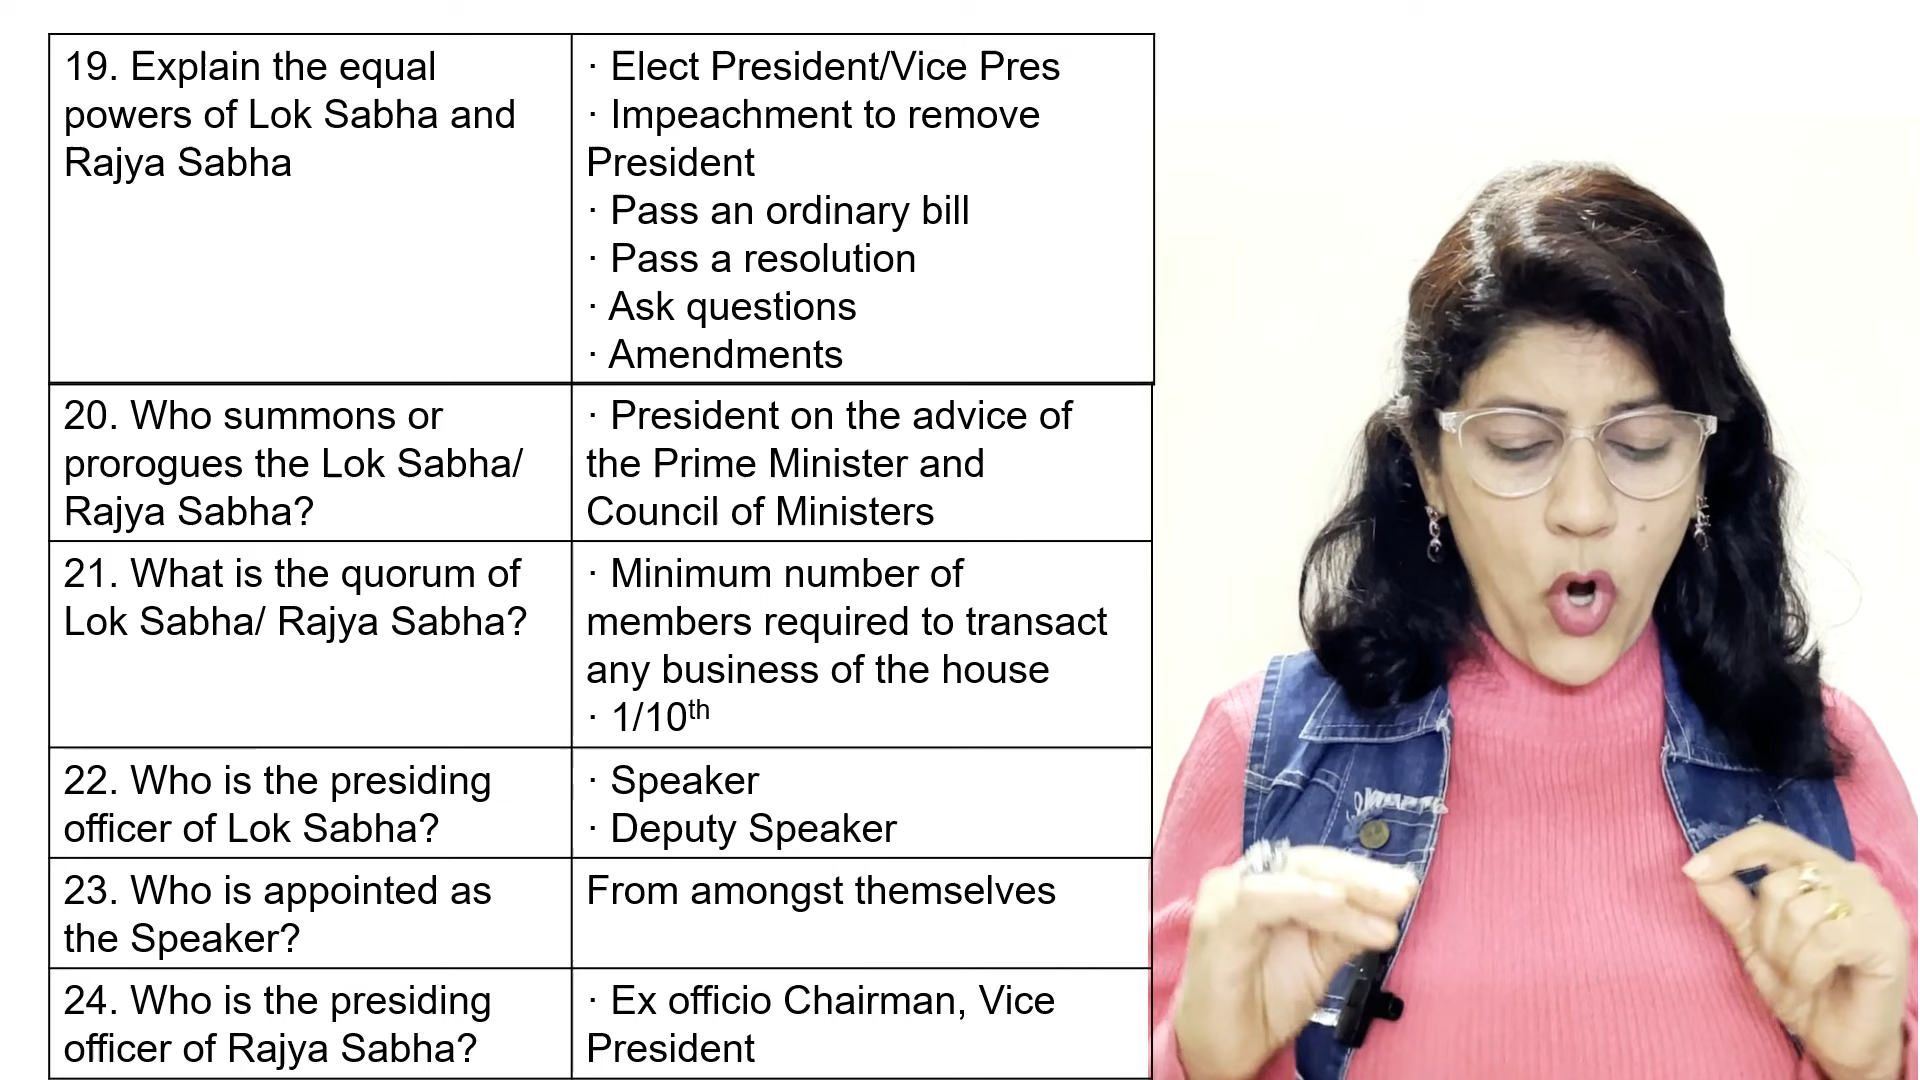 19. Explain the equal
powers of Lok Sabha and
Rajya Sabha
· Elect President/Vice Pres
· Impeachment to remove
President
· Pass an ordinary bill
· Pass a resolution
· Ask questions
· Amendments
20. Who summons or
prorogues the Lok Sabha/
Rajya Sabha?
· President on the advice of
the Prime Minister and
Council of Ministers
21. What is the quorum of
Lok Sabha/ Rajya Sabha?
· Minimum number of
members required to transact
any business of the house
· 1/10th
22. Who is the presiding
officer of Lok Sabha?
· Speaker
· Deputy Speaker
23. Who is appointed as
the Speaker?
From amongst themselves
24. Who is the presiding
officer of Rajya Sabha?
· Ex officio Chairman, Vice
President